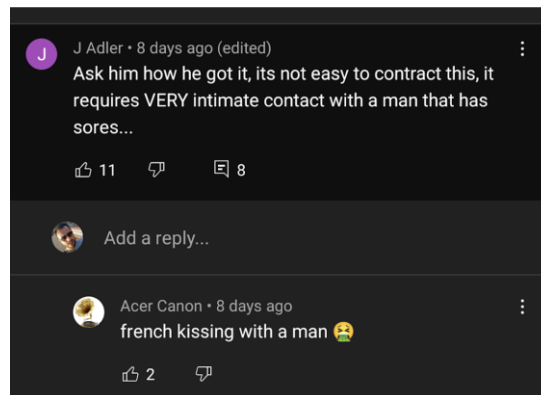 J
J Adler • 8 days ago (edited)
Ask him how he got it, its not easy to contract this, it
requires VERY intimate contact with a man that has
sores...
11
8
Add a reply...
Acer Canon • 8 days ago
french kissing with a man 🤮
2